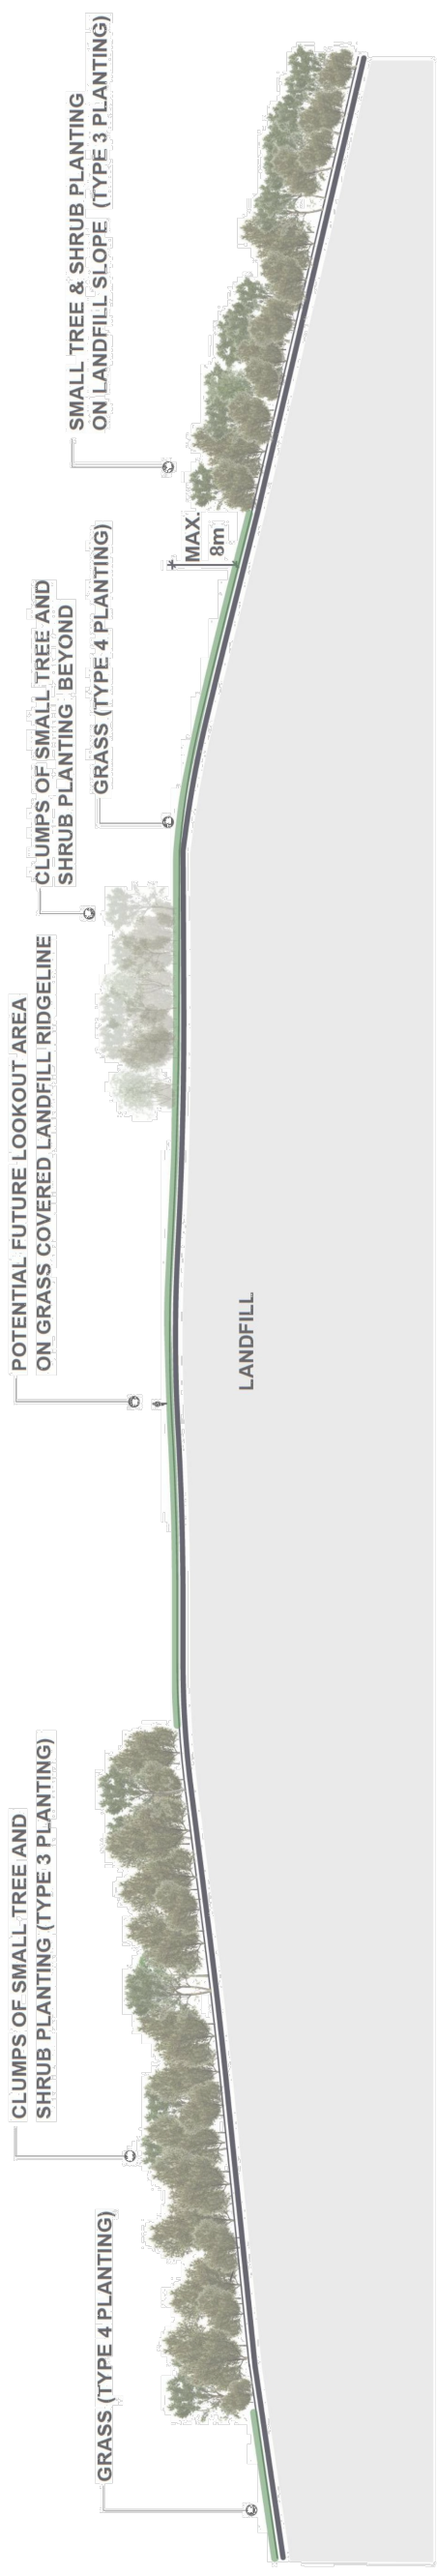 GRASS (TYPE 4 PLANTING)
CLUMPS OF SMALL TREE AND
SHRUB PLANTING (TYPE 3 PLANTING)
POTENTIAL FUTURE LOOKOUT AREA
ON GRASS COVERED LANDFILL RIDGELINE
CLUMPS OF SMALL TREE AND
SHRUB PLANTING BEYOND
GRASS (TYPE 4 PLANTING)
SMALL TREE & SHRUB PLANTING
ON LANDFILL SLOPE (TYPE 3 PLANTING)
MAX.
8m
LANDFILL